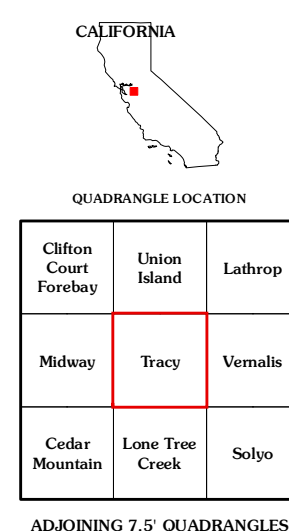 CALIFORNIA
QUADRANGLE LOCATION
Clifton
Court
Forebay
Union
Island
Lathrop
Midway
Tracy
Vernalis
Cedar
Mountain
Lone Tree
Creek
Solyo
ADJOINING 7.5' QUADRANGLES